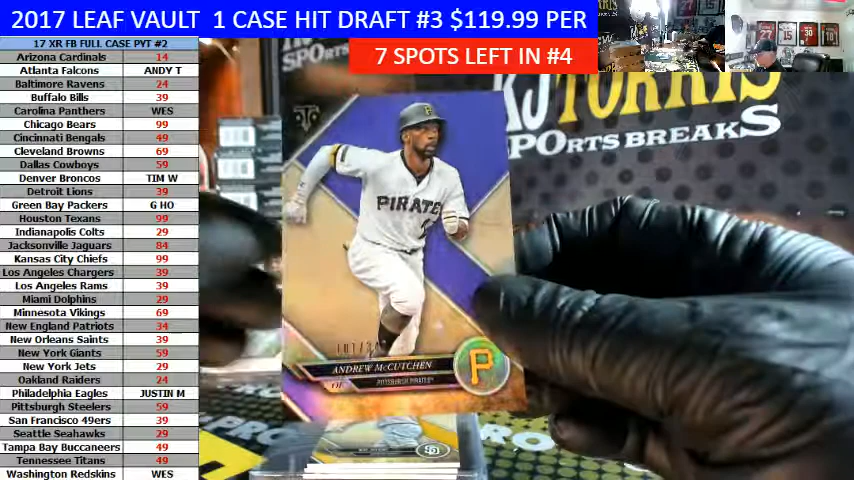 2017 LEAF VAULT 1 CASE HIT DRAFT #3 $119.99 PER
7 SPOTS LEFT IN #4
17 XR FB FULL CASE PYT #2
Arizona Cardinals 14
Atlanta Falcons ANDY T
Baltimore Ravens 24
Buffalo Bills 39
Carolina Panthers WES
Chicago Bears 99
Cincinnati Bengals 49
Cleveland Browns 69
Dallas Cowboys 59
Denver Broncos TIM W
Detroit Lions 39
Green Bay Packers G HO
Houston Texans 99
Indianapolis Colts 29
Jacksonville Jaguars 84
Kansas City Chiefs 99
Los Angeles Chargers 39
Los Angeles Rams 39
Miami Dolphins 29
Minnesota Vikings 69
New England Patriots 34
New Orleans Saints 39
New York Giants 59
New York Jets 29
Oakland Raiders 24
Philadelphia Eagles JUSTIN M
Pittsburgh Steelers 59
San Francisco 49ers 39
Seattle Seahawks 29
Tampa Bay Buccaneers 49
Tennessee Titans 49
Washington Redskins WES
SPORTS
KJ TORRIS
SPOrts BREAKS
PIRATE
ANDREW McCUTCHEN
PITTSBURGH PIRATES
P